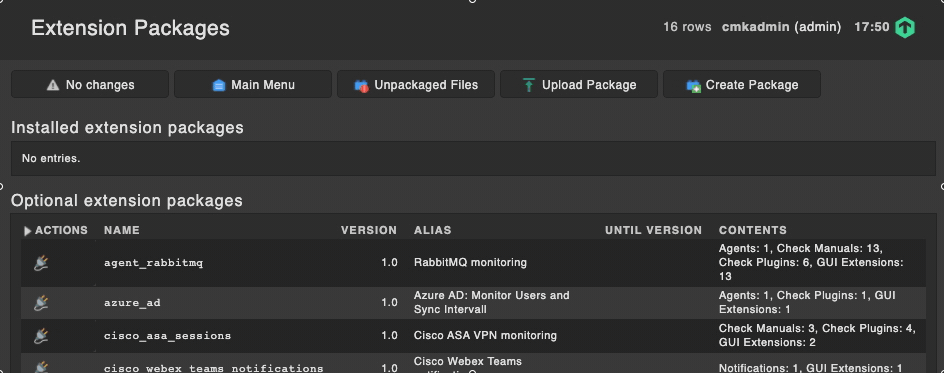 Extension Packages
16 rows cmkadmin (admin) 17:50
No changes
Main Menu
Unpackaged Files
Upload Package
Create Package
Installed extension packages
No entries.
Optional extension packages
ACTIONS NAME VERSION ALIAS UNTIL VERSION CONTENTS
agent_rabbitmq 1.0 RabbitMQ monitoring
Agents: 1, Check Manuals: 13,
Check Plugins: 6, GUI Extensions:
13
azure_ad 1.0
Azure AD: Monitor Users and
Sync Intervall
Agents: 1, Check Plugins: 1, GUI
Extensions: 1
cisco_asa_sessions 1.0 Cisco ASA VPN monitoring
Check Manuals: 3, Check Plugins: 4,
GUI Extensions: 2
cisco_webex_teams_notifications 1.0
Cisco Webex Teams
Notifications: 1, GUI Extensions: 1